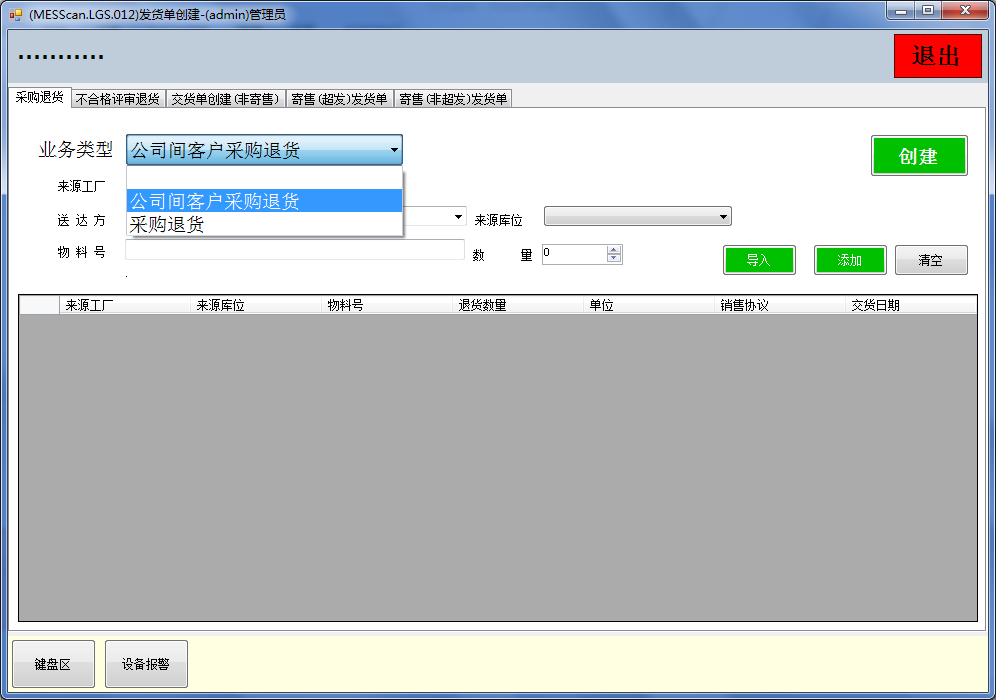 (MESScan.LGS.012)发货单创建-(admin)管理员
...........
退出
采购退货 不合格评审退货 交货单创建(非寄售) 寄售(超发)发货单 寄售(非超发)发货单
业务类型 公司间客户采购退货
创建
来源工厂
公司间客户采购退货
采购退货
送 达 方 来源库位
物 料 号 数 量 0
导入 添加 清空
.
来源工厂 来源库位 物料号 退货数量 单位 销售协议 交货日期
键盘区 设备报警